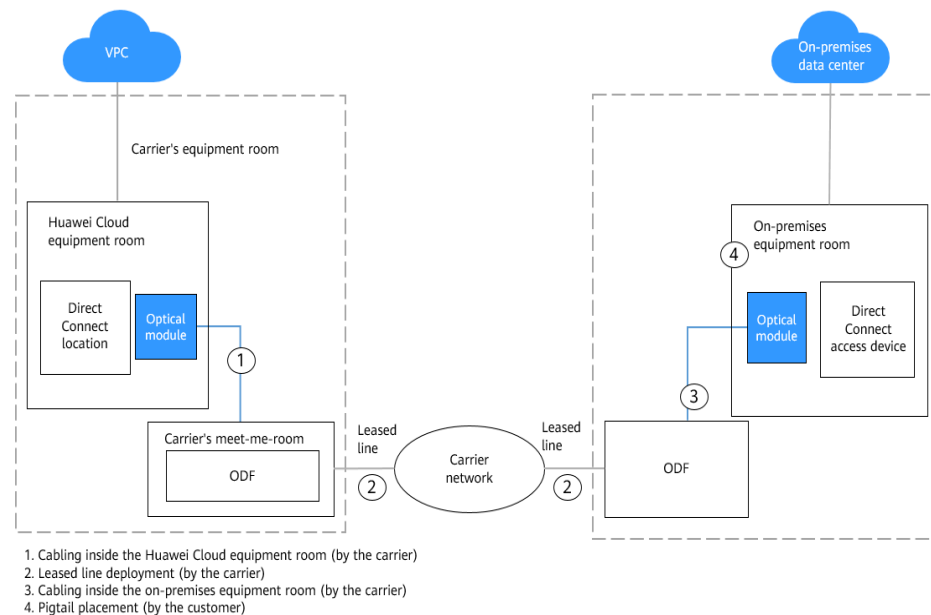 VPC
On-premises
data center
Carrier's equipment room
Huawei Cloud
equipment room
Direct
Connect
location
Optical
module
1
Carrier's meet-me-room
ODF
Leased
line
2
Carrier
network
Leased
line
2
ODF
3
On-premises
equipment room
4
Optical
module
Direct
Connect
access device
1. Cabling inside the Huawei Cloud equipment room (by the carrier)
2. Leased line deployment (by the carrier)
3. Cabling inside the on-premises equipment room (by the carrier)
4. Pigtail placement (by the customer)